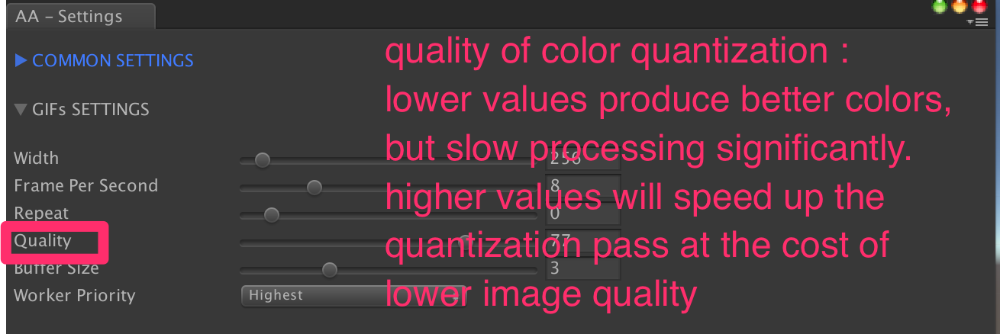 AA – Settings
COMMON SETTINGS
GIFs SETTINGS
Width 256
Frame Per Second 8
Repeat 0
Quality 77
Buffer Size 3
Worker Priority Highest
quality of color quantization :
lower values produce better colors,
but slow processing significantly.
higher values will speed up the
quantization pass at the cost of
lower image quality